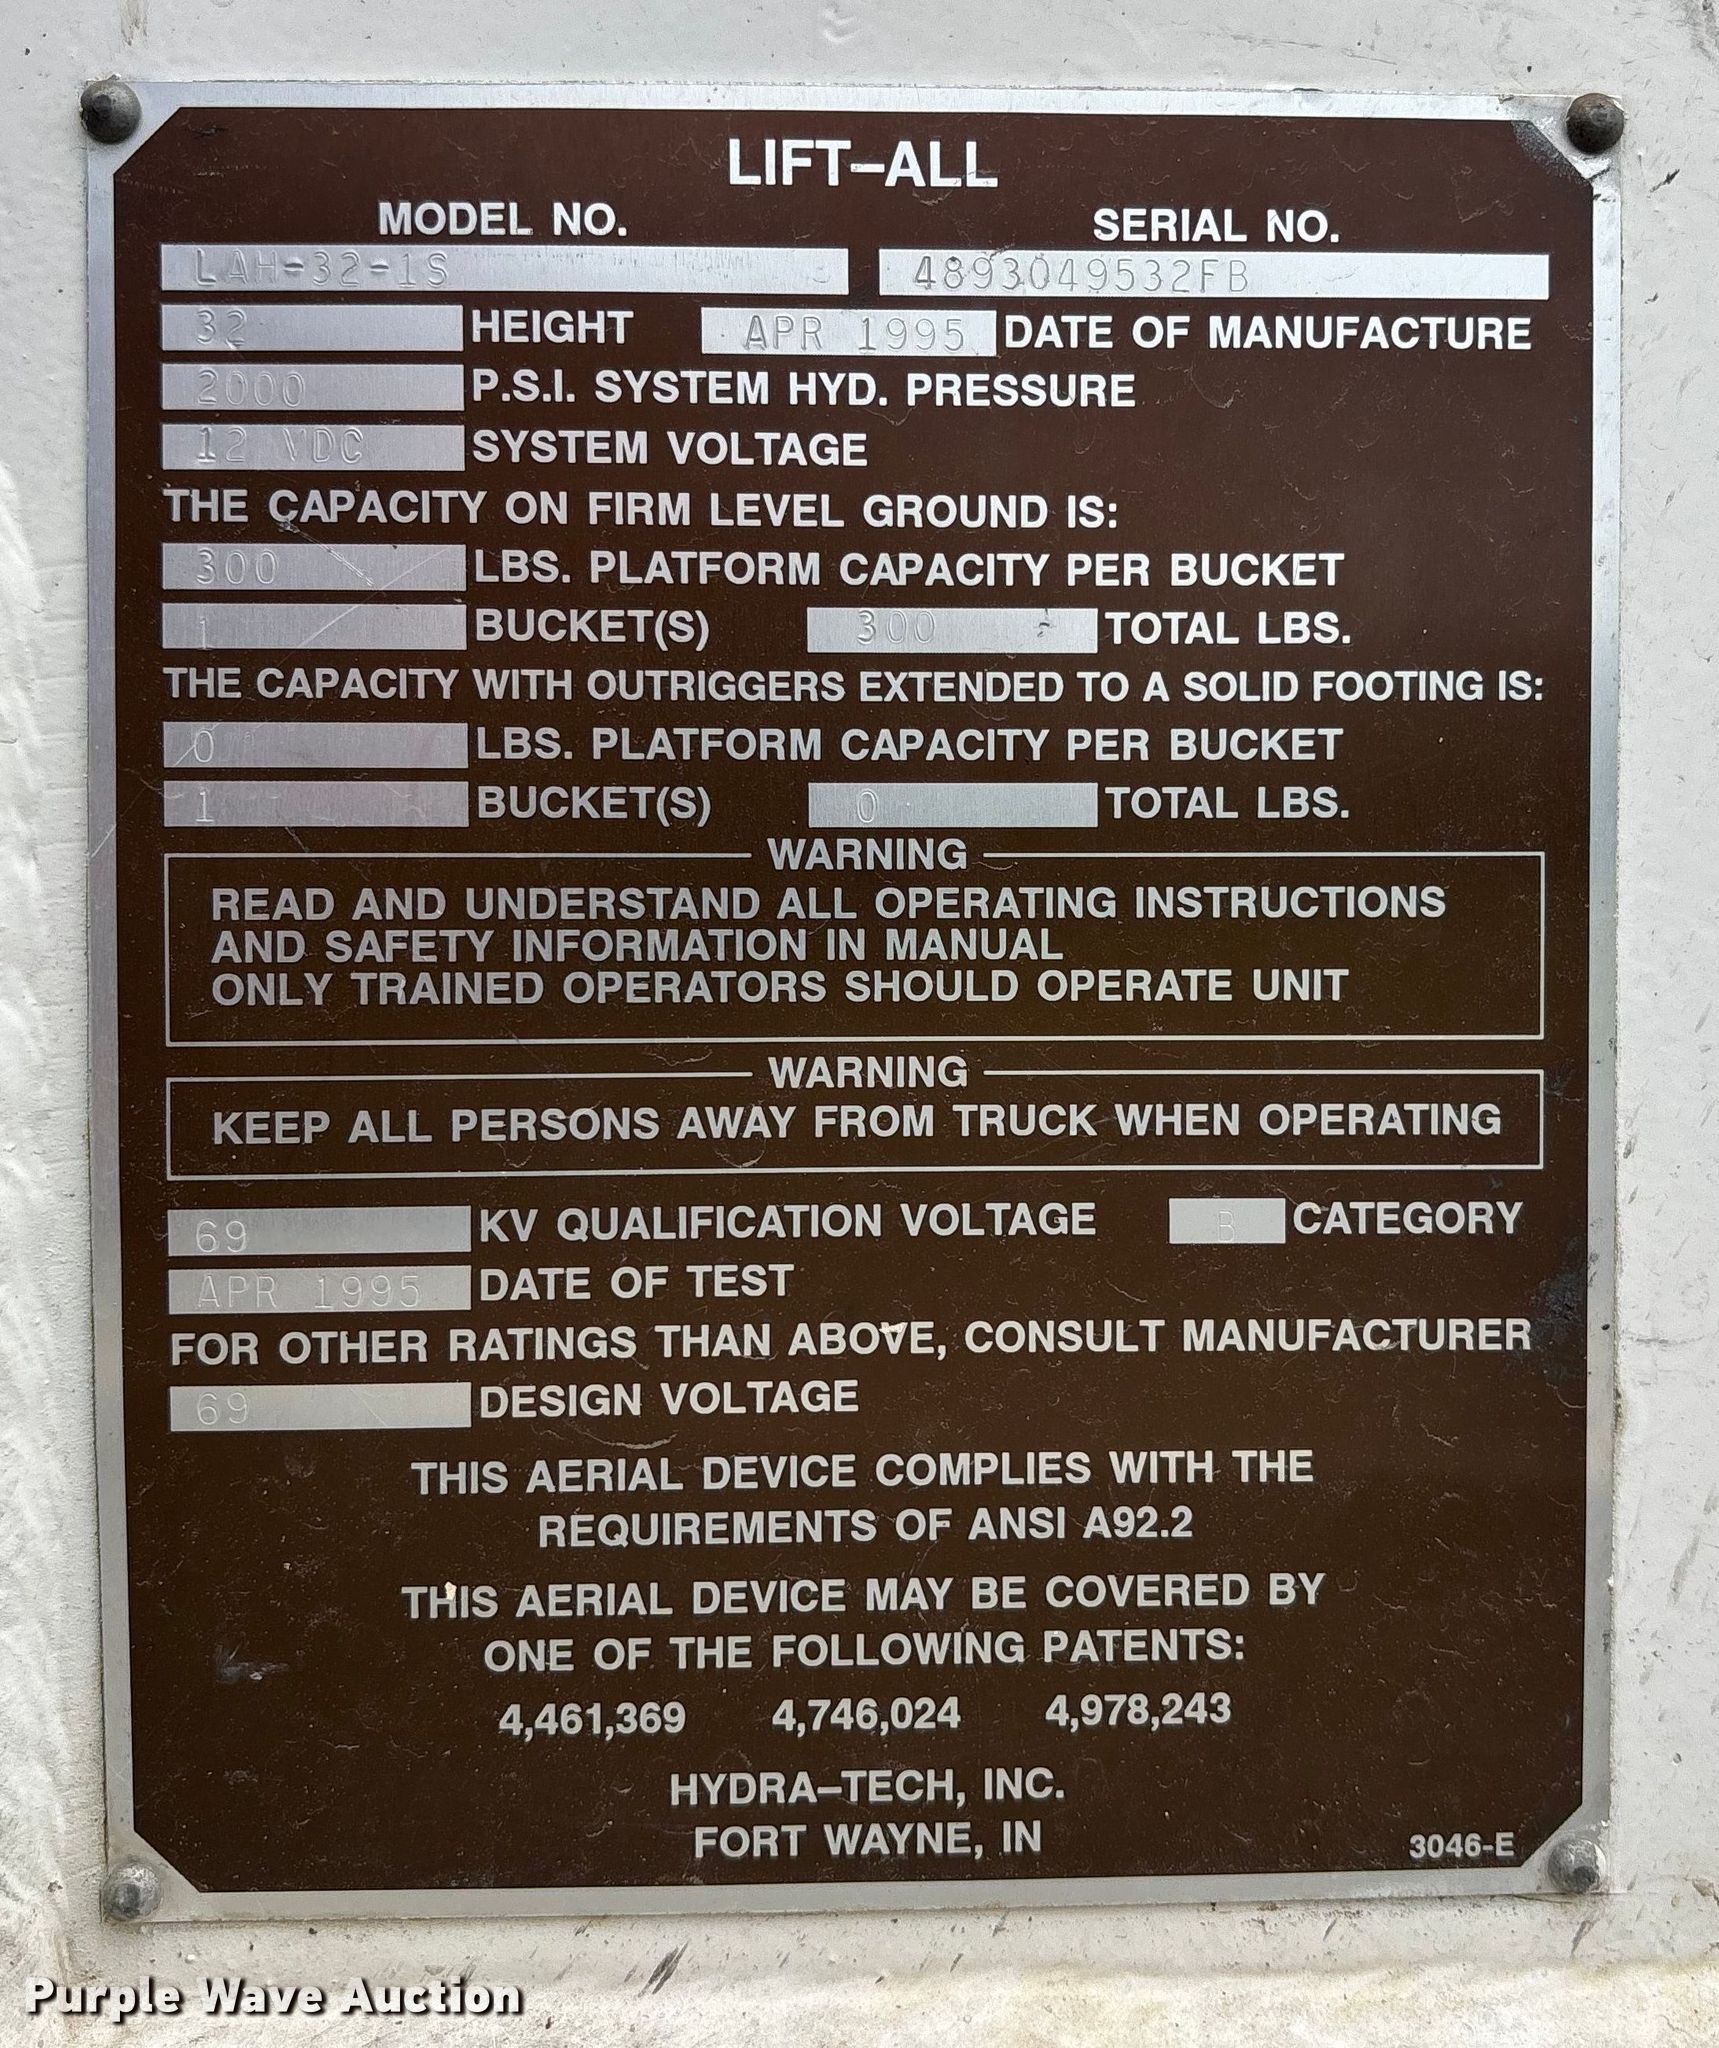 LIFT-ALL
MODEL NO. SERIAL NO.
LAH-32-1S 4893049532FB
32 HEIGHT APR 1995 DATE OF MANUFACTURE
2000 P.S.I. SYSTEM HYD. PRESSURE
12 VDC SYSTEM VOLTAGE
THE CAPACITY ON FIRM LEVEL GROUND IS:
300 LBS. PLATFORM CAPACITY PER BUCKET
1 BUCKET(S) 300 TOTAL LBS.
THE CAPACITY WITH OUTRIGGERS EXTENDED TO A SOLID FOOTING IS:
0 LBS. PLATFORM CAPACITY PER BUCKET
1 BUCKET(S) 0 TOTAL LBS.
WARNING
READ AND UNDERSTAND ALL OPERATING INSTRUCTIONS
AND SAFETY INFORMATION IN MANUAL
ONLY TRAINED OPERATORS SHOULD OPERATE UNIT
WARNING
KEEP ALL PERSONS AWAY FROM TRUCK WHEN OPERATING
69 KV QUALIFICATION VOLTAGE B CATEGORY
APR 1995 DATE OF TEST
FOR OTHER RATINGS THAN ABOVE, CONSULT MANUFACTURER
69 DESIGN VOLTAGE
THIS AERIAL DEVICE COMPLIES WITH THE
REQUIREMENTS OF ANSI A92.2
THIS AERIAL DEVICE MAY BE COVERED BY
ONE OF THE FOLLOWING PATENTS:
4,461,369 4,746,024 4,978,243
HYDRA-TECH, INC.
FORT WAYNE, IN
3046-E
Purple Wave Auction